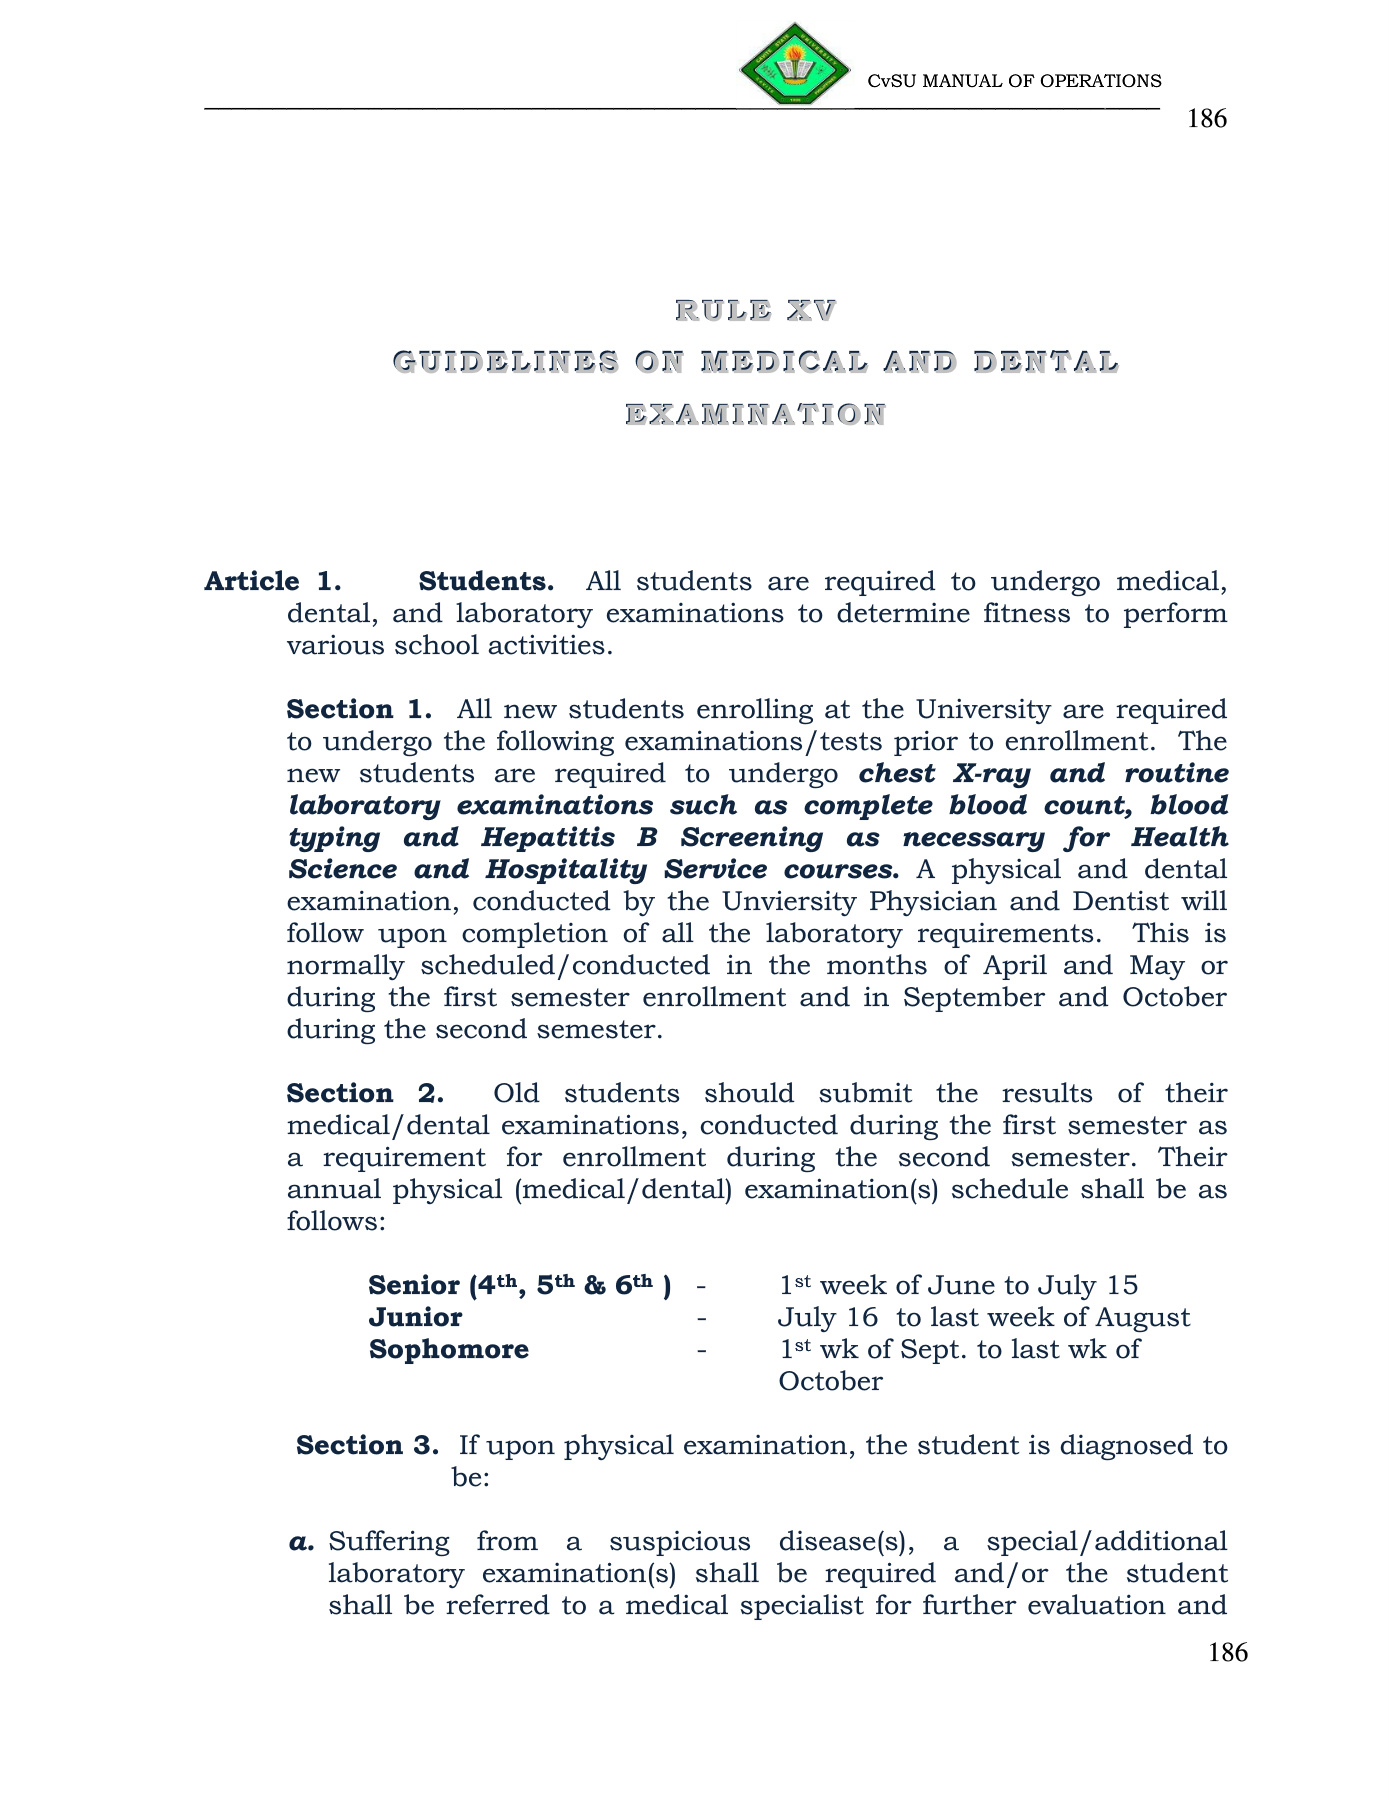 CvSU MANUAL OF OPERATIONS
186
RULE XV
GUIDELINES ON MEDICAL AND DENTAL
EXAMINATION
Article 1. Students. All students are required to undergo medical,
dental, and laboratory examinations to determine fitness to perform
various school activities.
Section 1. All new students enrolling at the University are required
to undergo the following examinations/tests prior to enrollment. The
new students are required to undergo chest X-ray and routine
laboratory examinations such as complete blood count, blood
typing and Hepatitis B Screening as necessary for Health
Science and Hospitality Service courses. A physical and dental
examination, conducted by the Unviersity Physician and Dentist will
follow upon completion of all the laboratory requirements. This is
normally scheduled/conducted in the months of April and May or
during the first semester enrollment and in September and October
during the second semester.
Section 2. Old students should submit the results of their
medical/dental examinations, conducted during the first semester as
a requirement for enrollment during the second semester. Their
annual physical (medical/dental) examination(s) schedule shall be as
follows:
Senior (4th, 5th & 6th ) - 1st week of June to July 15
Junior - July 16 to last week of August
Sophomore - 1st wk of Sept. to last wk of
October
Section 3. If upon physical examination, the student is diagnosed to
be:
a. Suffering from a suspicious disease(s), a special/additional
laboratory examination(s) shall be required and/or the student
shall be referred to a medical specialist for further evaluation and
186